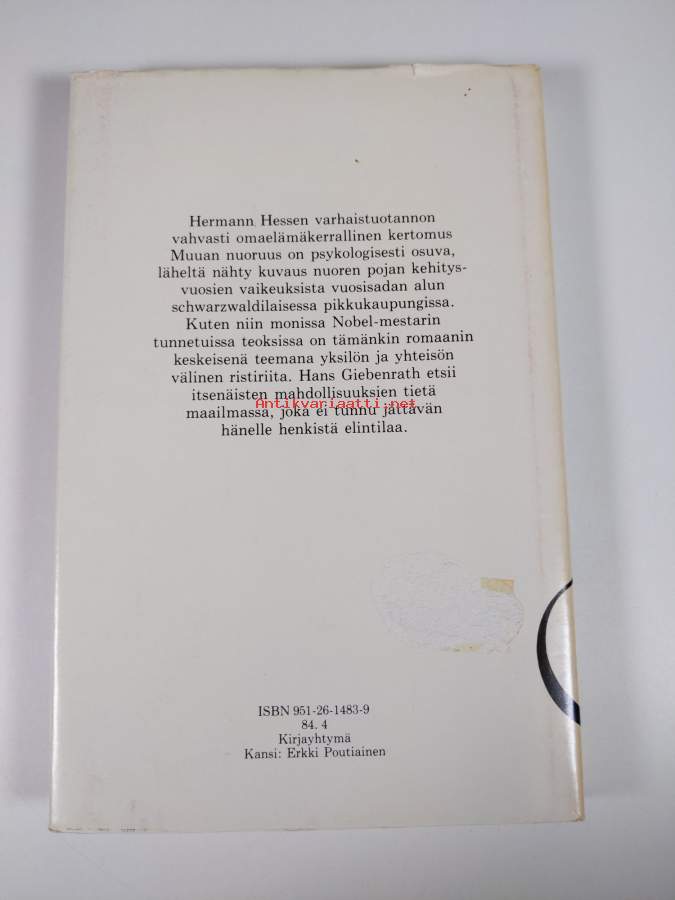 Hermann Hessen varhaistuotannon
vahvasti omaelämäkerrallinen kertomus
Muuan nuoruus on psykologisesti osuva,
läheltä nähty kuvaus nuoren pojan kehitys-
vuosien vaikeuksista vuosisadan alun
schwarzwaldilaisessa pikkukaupungissa.
Kuten niin monissa Nobel-mestarin
tunnetuissa teoksissa on tämänkin romaanin
keskeisenä teemana yksilön ja yhteisön
välinen ristiriita. Hans Giebenrath etsii
itsenäisten mahdollisuuksien tietä
Antikvariaatti.net
maailmassa, joka ei tunnu jättävän
hänelle henkistä elintilaa.
ISBN 951-26-1483-9
84. 4
Kirjayhtymä
Kansi: Erkki Poutiainen